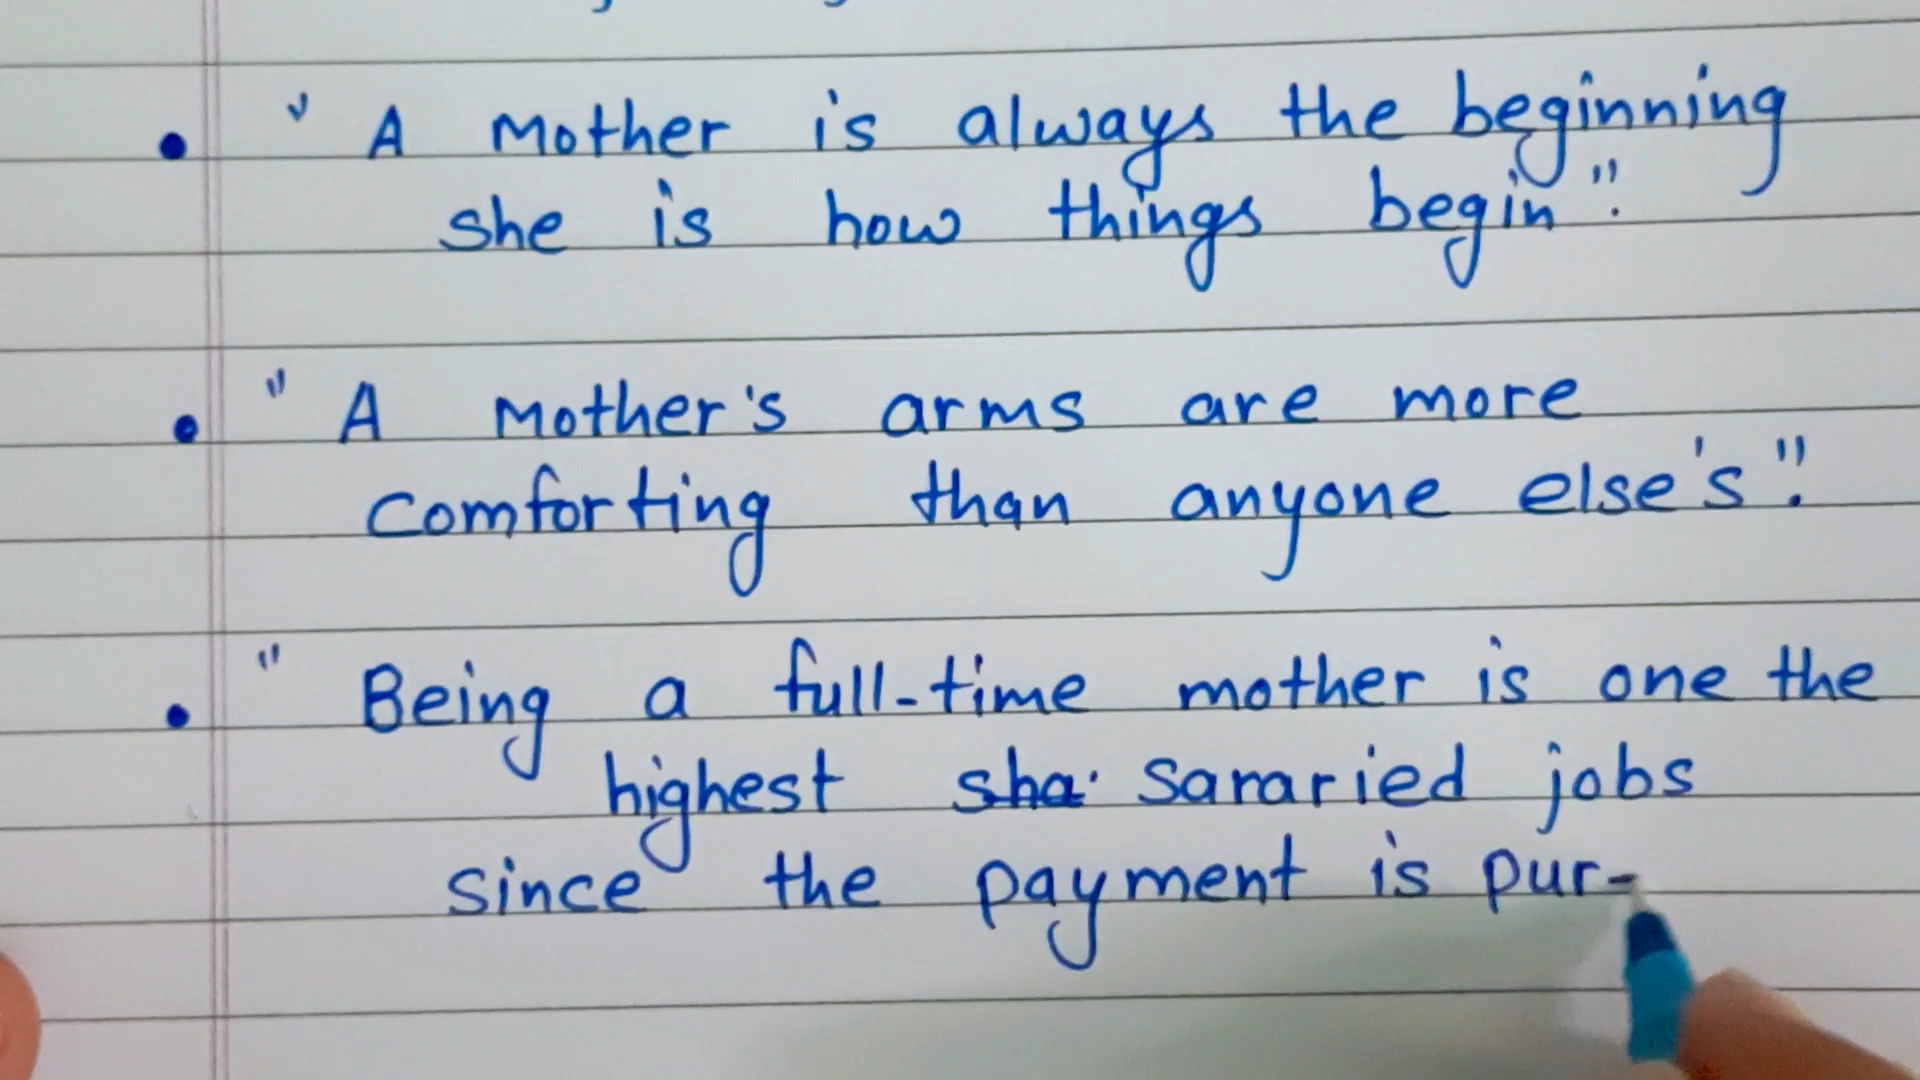 • " A Mother is always the beginning
she is how things begin".
• " A Mother's arms are more
comforting than anyone else's".
• " Being a full-time mother is one the
highest sha Sararied jobs
since the payment is pur-